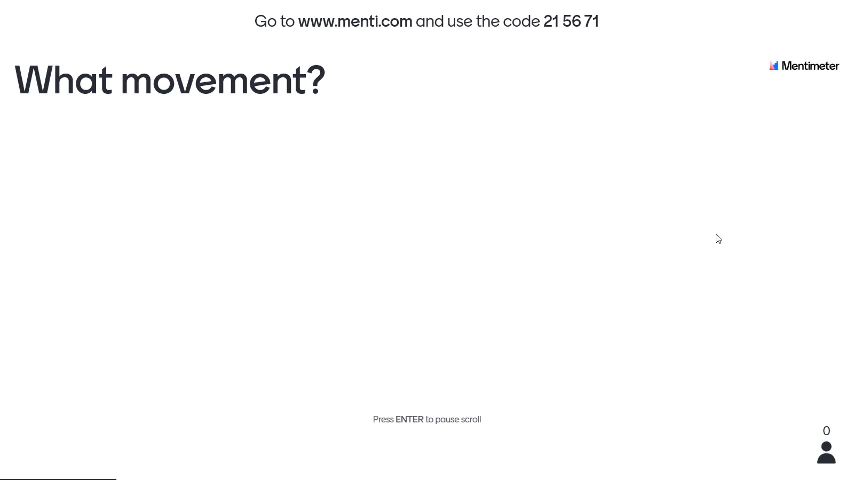 Go to www.menti.com and use the code 21 56 71
What movement?
Mentimeter
Press ENTER to pause scroll
0